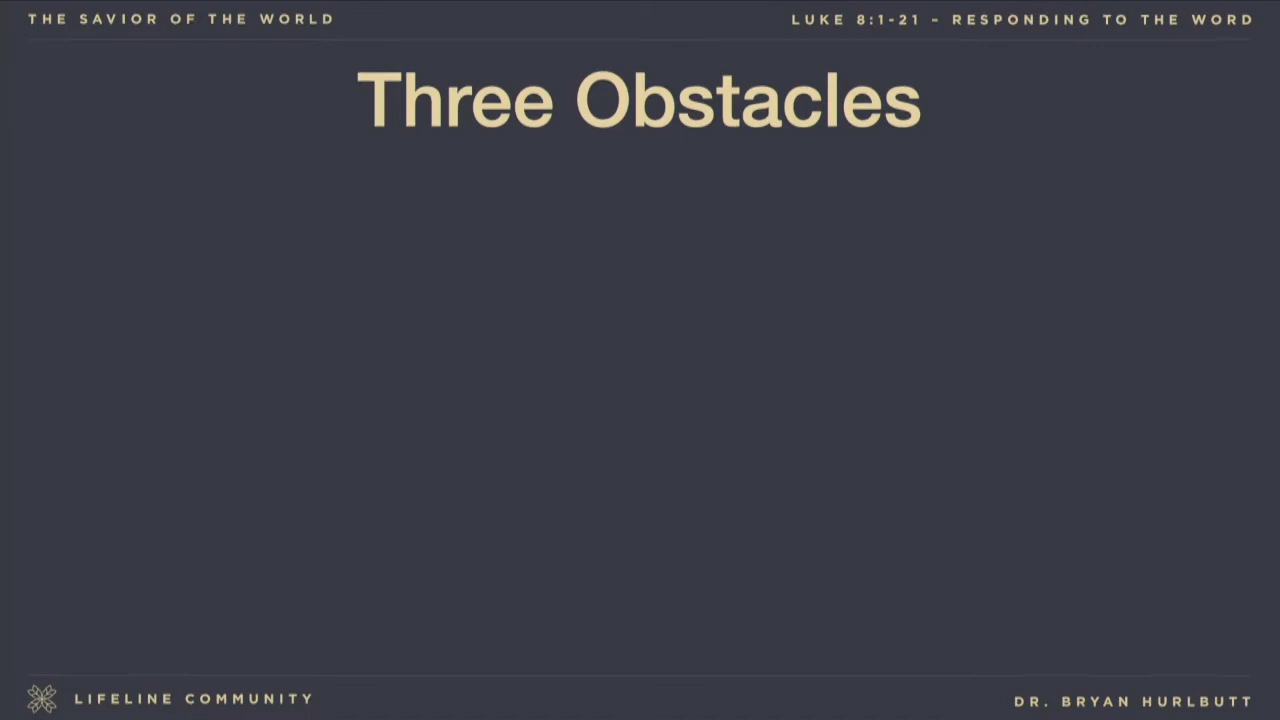 THE SAVIOR OF THE WORLD
LUKE 8:1-21 - RESPONDING TO THE WORD
Three Obstacles
LIFELINE COMMUNITY
DR. BRYAN HURLBUTT